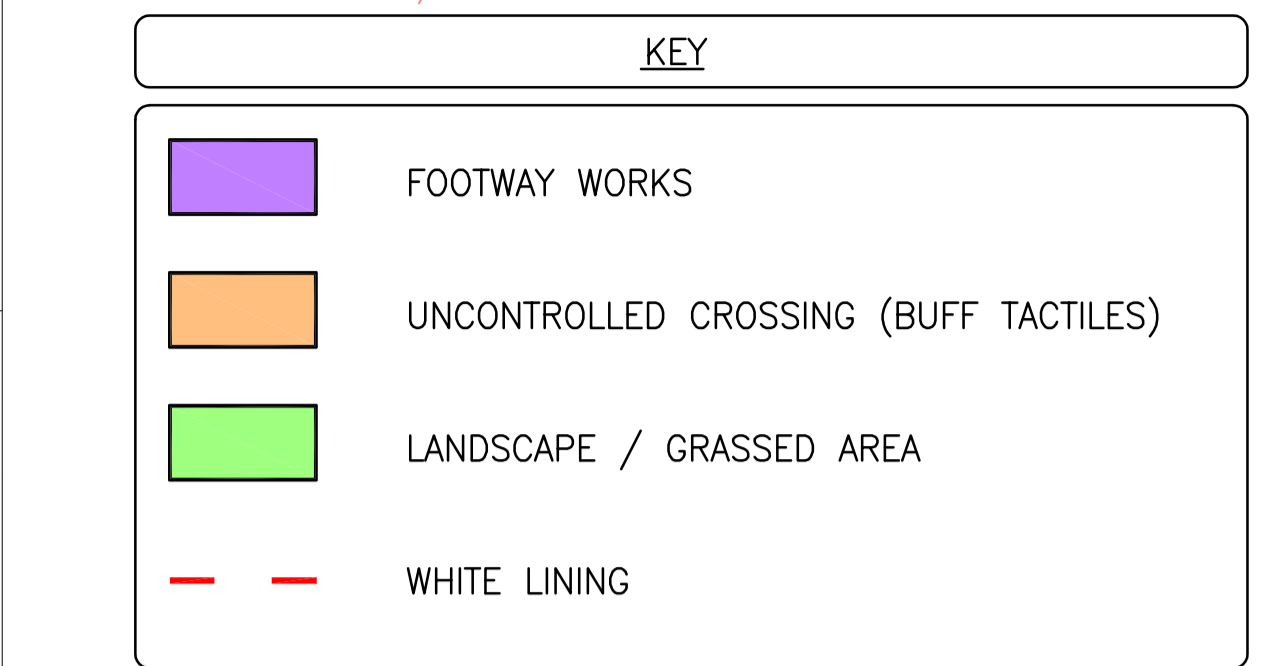 KEY
FOOTWAY WORKS
UNCONTROLLED CROSSING (BUFF TACTILES)
LANDSCAPE / GRASSED AREA
WHITE LINING